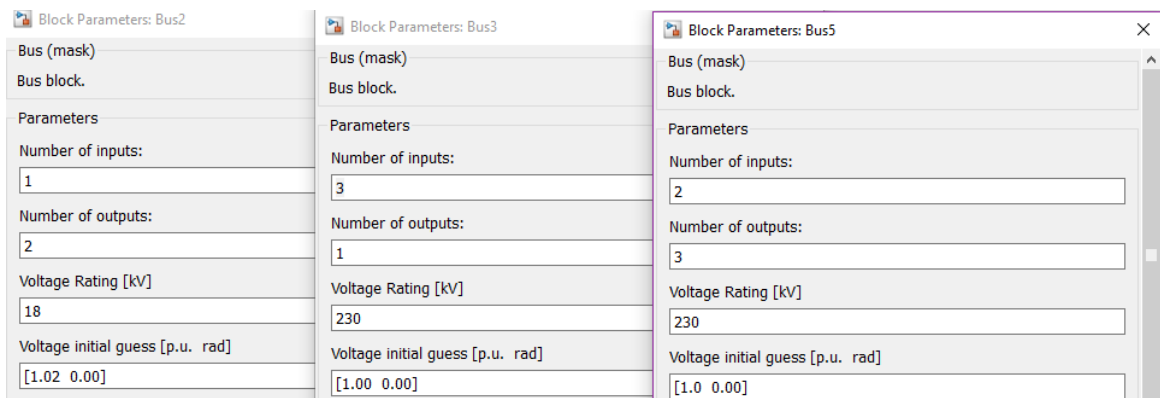 Block Parameters: Bus2
Bus (mask)
Bus block.
Parameters
Number of inputs:
1
Number of outputs:
2
Voltage Rating [kV]
18
Voltage initial guess [p.u.  rad]
[1.02  0.00]
Block Parameters: Bus3
Bus (mask)
Bus block.
Parameters
Number of inputs:
3
Number of outputs:
1
Voltage Rating [kV]
230
Voltage initial guess [p.u.  rad]
[1.00  0.00]
Block Parameters: Bus5
Bus (mask)
Bus block.
Parameters
Number of inputs:
2
Number of outputs:
3
Voltage Rating [kV]
230
Voltage initial guess [p.u.  rad]
[1.0  0.00]